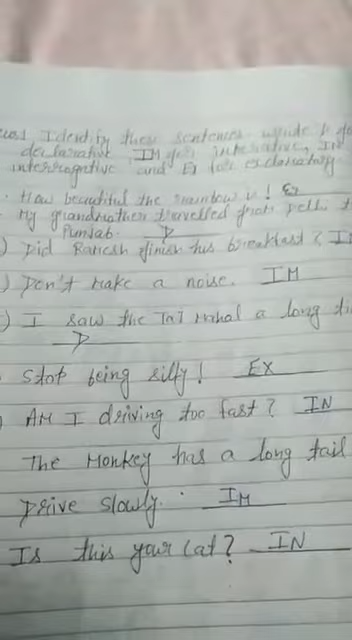 Identify these sentences write D for
declarative, IM for imperative, IN
interrogative and Ex for exclamatory
How beautiful the rainbow is! Ex
My grandmother travelled from Delhi t
Punjab. D
) Did Ramesh finish his breakfast? IN
) Don't make a noise. IM
) I saw the Taj Mahal a long ti
D
Stop being silly! EX
) Am I driving too fast? IN
The Monkey has a long tail
Drive slowly. IM
Is this your cat? IN